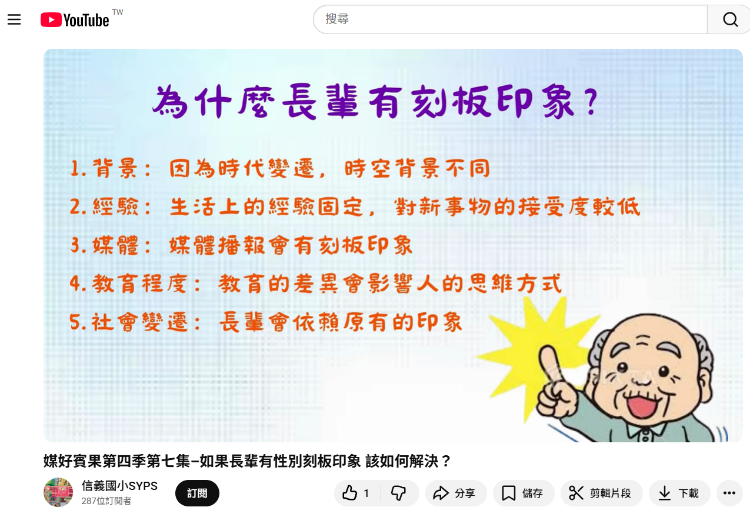 YouTube TW
搜尋
為什麼長輩有刻板印象?
1.背景: 因為時代變遷, 時空背景不同
2.經驗: 生活上的經驗固定, 對新事物的接受度較低
3.媒體: 媒體播報會有刻板印象
4.教育程度: 教育的差異會影響人的思維方式
5.社會變遷: 長輩會依賴原有的印象
媒好賓果第四季第七集–如果長輩有性別刻板印象 該如何解決？
信義國小SYPS
287位訂閱者
訂閱
1
分享
儲存
剪輯片段
下載